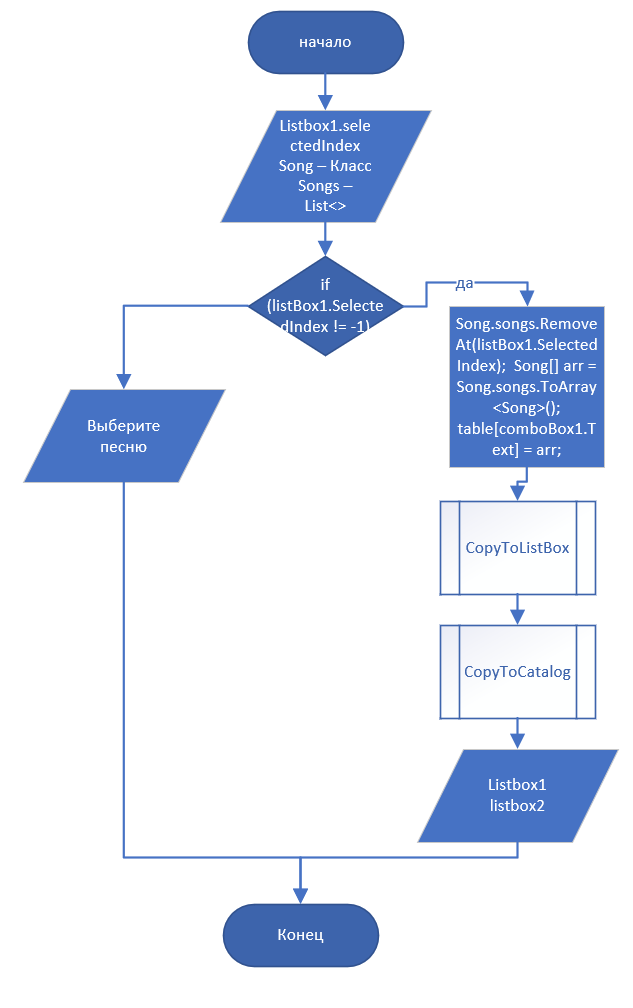 начало
Listbox1.sele
ctedIndex
Song – Класс
Songs –
List<>
if
(listBox1.Selecte
dIndex != -1)
да
Song.songs.Remove
At(listBox1.Selected
Index);  Song[] arr =
Song.songs.ToArray
<Song>();
table[comboBox1.T
ext] = arr;
Выберите
песню
CopyToListBox
CopyToCatalog
Listbox1
listbox2
Конец